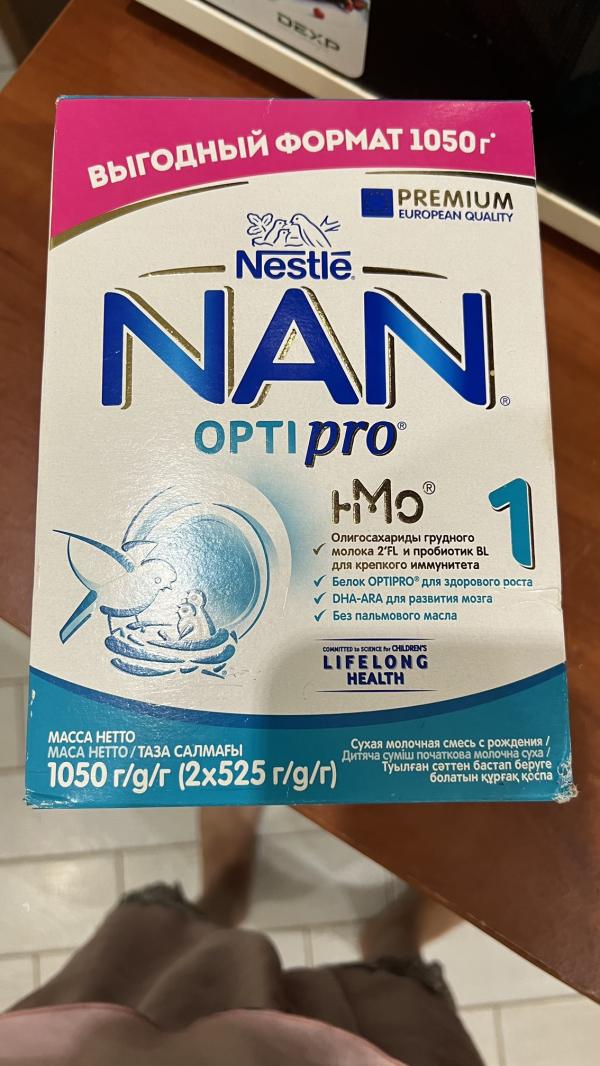 DEXP
ВЫГОДНЫЙ ФОРМАТ 1050 г*
PREMIUM
EUROPEAN QUALITY
Nestlé®
NAN®
OPTIpro®
HMO®
1
Олигосахариды грудного
молока 2'FL и пробиотик BL
для крепкого иммунитета
Белок OPTIPRO® для здорового роста
DHA-ARA для развития мозга
Без пальмового масла
COMMITTED to SCIENCE for CHILDREN'S
LIFELONG
HEALTH
МАССА НЕТТО
МАСА НЕТТО / ТАЗА САЛМАҒЫ
1050 г/g/г (2x525 г/g/г)
Сухая молочная смесь с рождения /
Дитяча суміш початкова молочна суха /
Туылған сәттен бастап беруге
болатын құрғақ қоспа